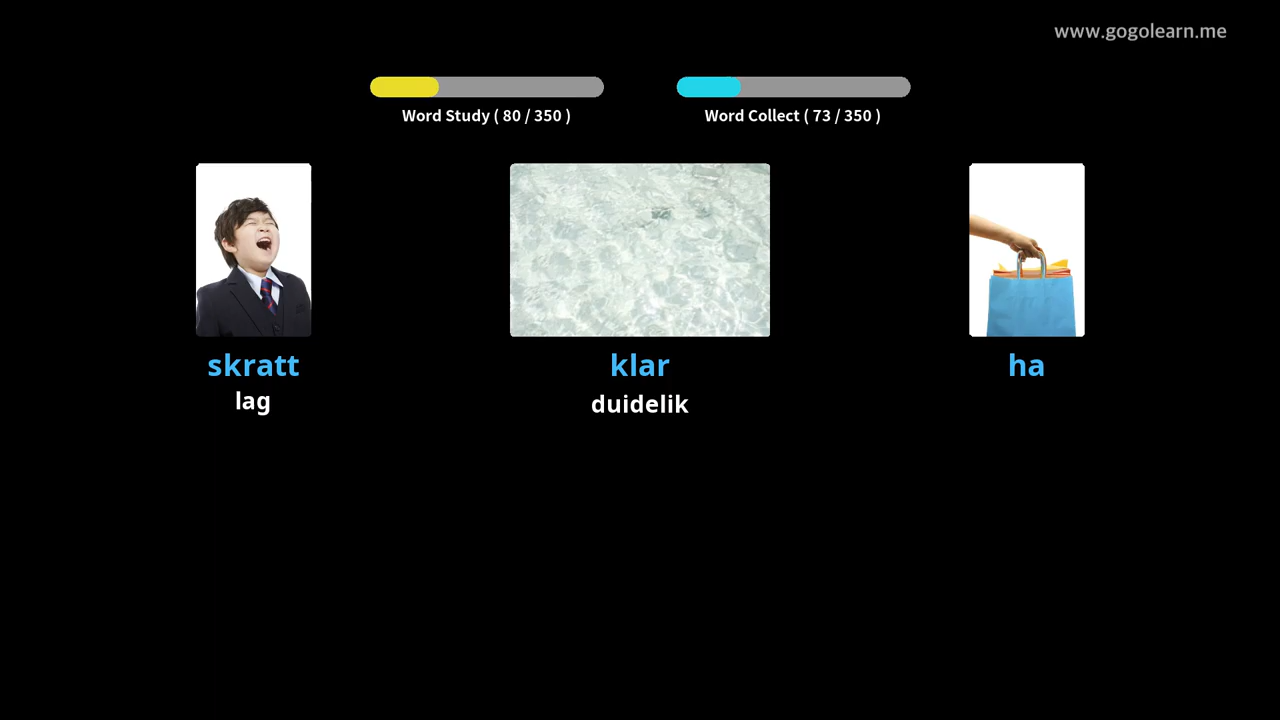 www.gogolearn.me
Word Study ( 80 / 350 )
Word Collect ( 73 / 350 )
skratt
lag
klar
duidelik
ha